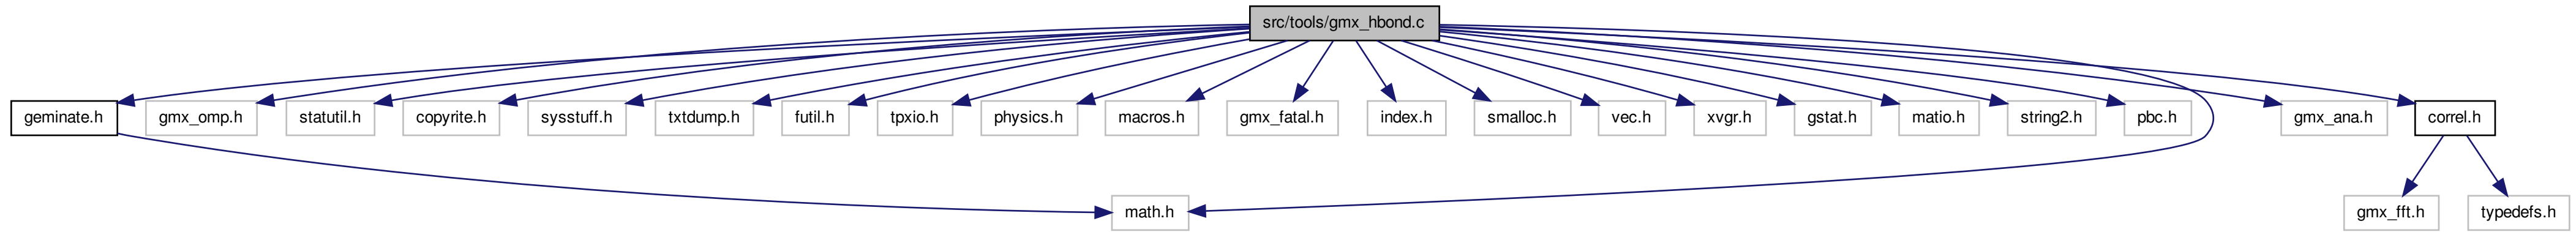 src/tools/gmx_hbond.c
geminate.h
gmx_omp.h
statutil.h
copyrite.h
sysstuff.h
txtdump.h
futil.h
tpxio.h
physics.h
macros.h
gmx_fatal.h
index.h
smalloc.h
vec.h
xvgr.h
gstat.h
matio.h
string2.h
pbc.h
gmx_ana.h
correl.h
math.h
gmx_fft.h
typedefs.h